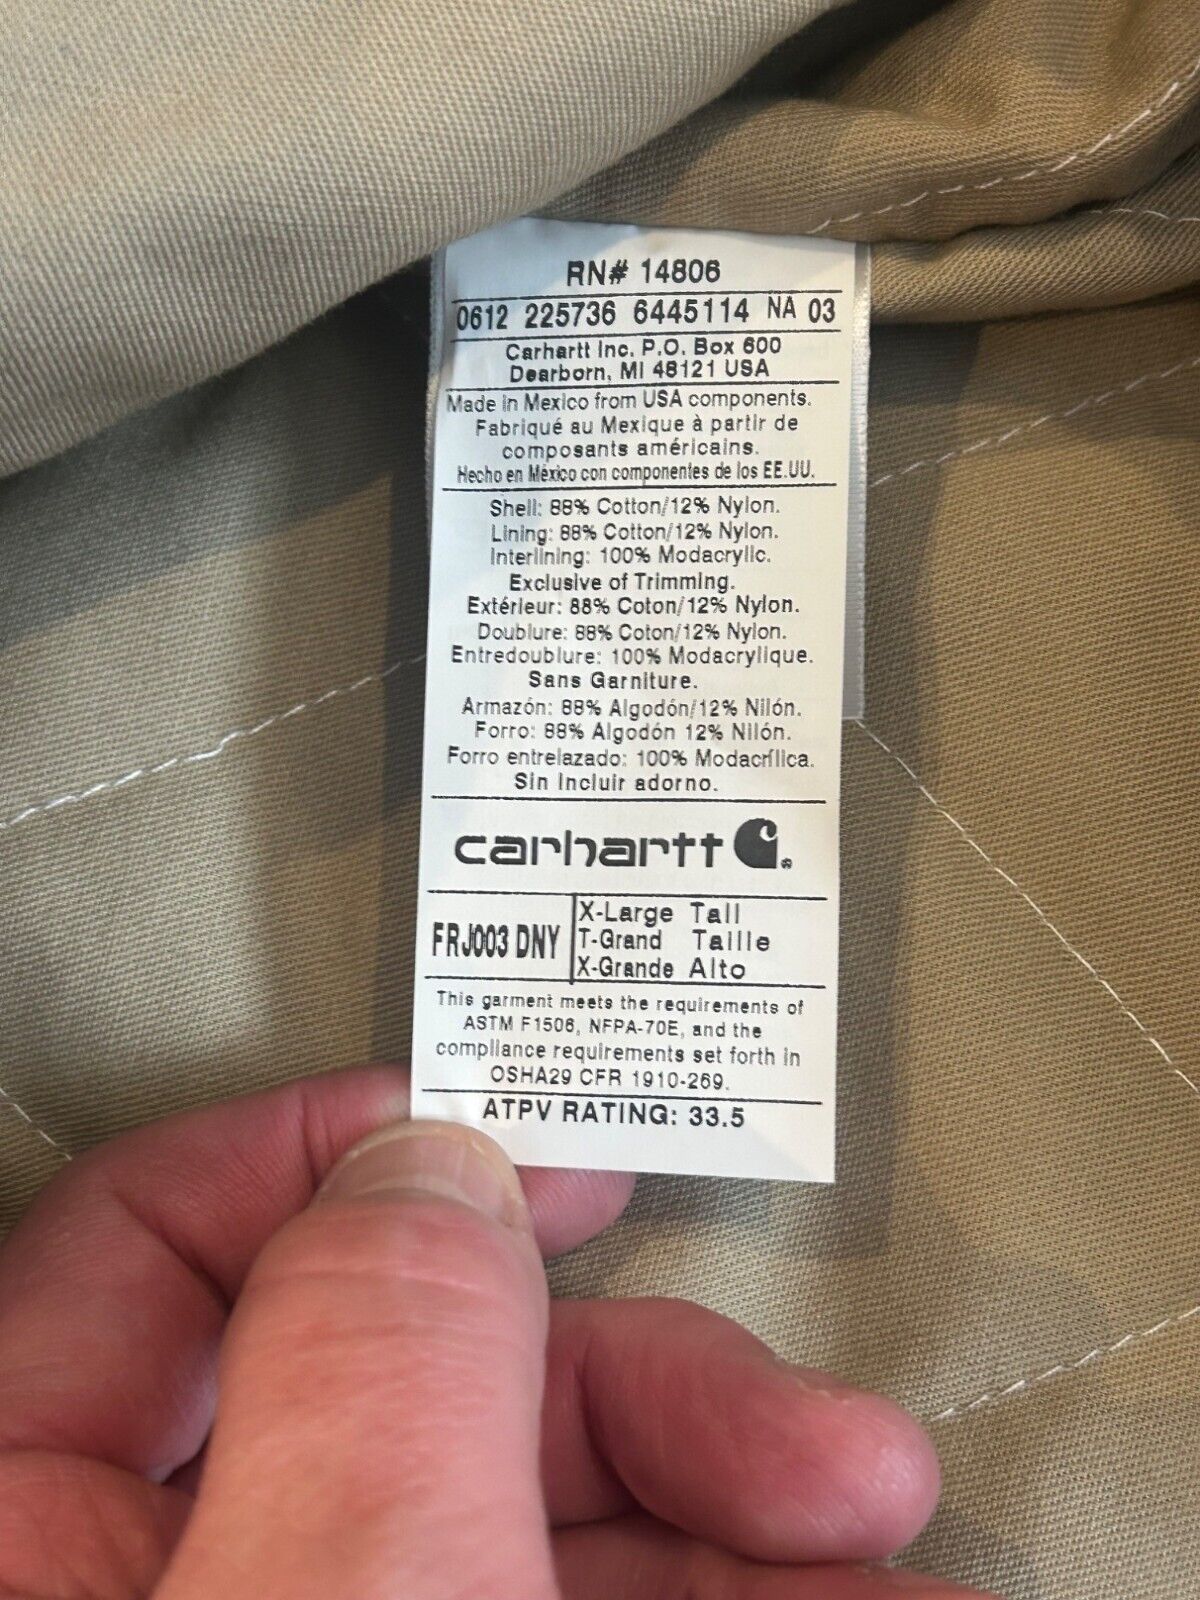 RN# 14806
0612 225736 6445114 NA 03
Carhartt Inc. P.O. Box 600
Dearborn, MI 48121 USA
Made in Mexico from USA components.
Fabriqué au Mexique à partir de
composants américains.
Hecho en México con componentes de los EE.UU.
Shell: 88% Cotton/12% Nylon.
Lining: 88% Cotton/12% Nylon.
Interlining: 100% Modacrylic.
Exclusive of Trimming.
Extérieur: 88% Coton/12% Nylon.
Doublure: 88% Coton/12% Nylon.
Entredoublure: 100% Modacrylique.
Sans Garniture.
Armazón: 88% Algodón/12% Nilón.
Forro: 88% Algodón 12% Nilón.
Forro entrelazado: 100% Modacrílica.
Sin Incluir adorno.
carhartt
FRJ003 DNY
X-Large Tall
T-Grand Taille
X-Grande Alto
This garment meets the requirements of
ASTM F1506, NFPA-70E, and the
compliance requirements set forth in
OSHA29 CFR 1910-269.
ATPV RATING: 33.5